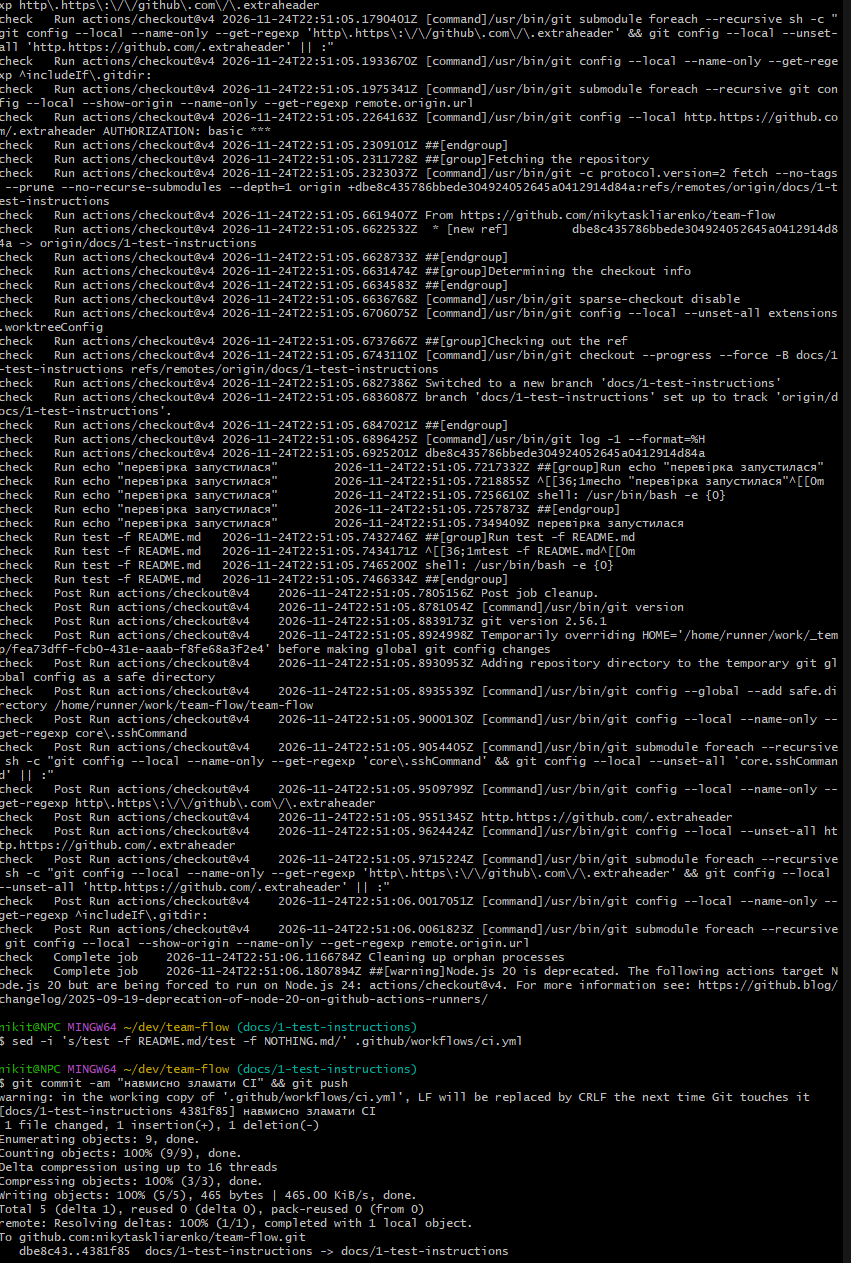 xp http\.https\:\/\/github\.com\/\.extraheader
check   Run actions/checkout@v4 2026-11-24T22:51:05.1790401Z [command]/usr/bin/git submodule foreach --recursive sh -c "
git config --local --name-only --get-regexp 'http\.https\:\/\/github\.com\/\.extraheader' && git config --local --unset-
all 'http.https://github.com/.extraheader' || :"
check   Run actions/checkout@v4 2026-11-24T22:51:05.1933670Z [command]/usr/bin/git config --local --name-only --get-rege
xp ^includeIf\.gitdir:
check   Run actions/checkout@v4 2026-11-24T22:51:05.1975341Z [command]/usr/bin/git submodule foreach --recursive git con
fig --local --show-origin --name-only --get-regexp remote.origin.url
check   Run actions/checkout@v4 2026-11-24T22:51:05.2264163Z [command]/usr/bin/git config --local http.https://github.co
m/.extraheader AUTHORIZATION: basic ***
check   Run actions/checkout@v4 2026-11-24T22:51:05.2309101Z ##[endgroup]
check   Run actions/checkout@v4 2026-11-24T22:51:05.2311728Z ##[group]Fetching the repository
check   Run actions/checkout@v4 2026-11-24T22:51:05.2323037Z [command]/usr/bin/git -c protocol.version=2 fetch --no-tags
 --prune --no-recurse-submodules --depth=1 origin +dbe8c435786bbede304924052645a0412914d84a:refs/remotes/origin/docs/1-t
est-instructions
check   Run actions/checkout@v4 2026-11-24T22:51:05.6619407Z From https://github.com/nikytaskliarenko/team-flow
check   Run actions/checkout@v4 2026-11-24T22:51:05.6622532Z  * [new ref]         dbe8c435786bbede304924052645a0412914d8
4a -> origin/docs/1-test-instructions
check   Run actions/checkout@v4 2026-11-24T22:51:05.6628733Z ##[endgroup]
check   Run actions/checkout@v4 2026-11-24T22:51:05.6631474Z ##[group]Determining the checkout info
check   Run actions/checkout@v4 2026-11-24T22:51:05.6634583Z ##[endgroup]
check   Run actions/checkout@v4 2026-11-24T22:51:05.6636768Z [command]/usr/bin/git sparse-checkout disable
check   Run actions/checkout@v4 2026-11-24T22:51:05.6706075Z [command]/usr/bin/git config --local --unset-all extensions
.worktreeConfig
check   Run actions/checkout@v4 2026-11-24T22:51:05.6737667Z ##[group]Checking out the ref
check   Run actions/checkout@v4 2026-11-24T22:51:05.6743110Z [command]/usr/bin/git checkout --progress --force -B docs/1
-test-instructions refs/remotes/origin/docs/1-test-instructions
check   Run actions/checkout@v4 2026-11-24T22:51:05.6827386Z Switched to a new branch 'docs/1-test-instructions'
check   Run actions/checkout@v4 2026-11-24T22:51:05.6836087Z branch 'docs/1-test-instructions' set up to track 'origin/d
ocs/1-test-instructions'.
check   Run actions/checkout@v4 2026-11-24T22:51:05.6847021Z ##[endgroup]
check   Run actions/checkout@v4 2026-11-24T22:51:05.6896425Z [command]/usr/bin/git log -1 --format=%H
check   Run actions/checkout@v4 2026-11-24T22:51:05.6925201Z dbe8c435786bbede304924052645a0412914d84a
check   Run echo "перевірка запустилася"        2026-11-24T22:51:05.7217332Z ##[group]Run echo "перевірка запустилася"
check   Run echo "перевірка запустилася"        2026-11-24T22:51:05.7218855Z ^[[36;1mecho "перевірка запустилася"^[[0m
check   Run echo "перевірка запустилася"        2026-11-24T22:51:05.7256610Z shell: /usr/bin/bash -e {0}
check   Run echo "перевірка запустилася"        2026-11-24T22:51:05.7257873Z ##[endgroup]
check   Run echo "перевірка запустилася"        2026-11-24T22:51:05.7349409Z перевірка запустилася
check   Run test -f README.md   2026-11-24T22:51:05.7432746Z ##[group]Run test -f README.md
check   Run test -f README.md   2026-11-24T22:51:05.7434171Z ^[[36;1mtest -f README.md^[[0m
check   Run test -f README.md   2026-11-24T22:51:05.7465200Z shell: /usr/bin/bash -e {0}
check   Run test -f README.md   2026-11-24T22:51:05.7466334Z ##[endgroup]
check   Post Run actions/checkout@v4    2026-11-24T22:51:05.7805156Z Post job cleanup.
check   Post Run actions/checkout@v4    2026-11-24T22:51:05.8781054Z [command]/usr/bin/git version
check   Post Run actions/checkout@v4    2026-11-24T22:51:05.8839173Z git version 2.56.1
check   Post Run actions/checkout@v4    2026-11-24T22:51:05.8924998Z Temporarily overriding HOME='/home/runner/work/_tem
p/fea73dff-fcb0-431e-aaab-f8fe68a3f2e4' before making global git config changes
check   Post Run actions/checkout@v4    2026-11-24T22:51:05.8930953Z Adding repository directory to the temporary git gl
obal config as a safe directory
check   Post Run actions/checkout@v4    2026-11-24T22:51:05.8935539Z [command]/usr/bin/git config --global --add safe.di
rectory /home/runner/work/team-flow/team-flow
check   Post Run actions/checkout@v4    2026-11-24T22:51:05.9000130Z [command]/usr/bin/git config --local --name-only --
get-regexp core\.sshCommand
check   Post Run actions/checkout@v4    2026-11-24T22:51:05.9054405Z [command]/usr/bin/git submodule foreach --recursive
 sh -c "git config --local --name-only --get-regexp 'core\.sshCommand' && git config --local --unset-all 'core.sshComman
d' || :"
check   Post Run actions/checkout@v4    2026-11-24T22:51:05.9509799Z [command]/usr/bin/git config --local --name-only --
get-regexp http\.https\:\/\/github\.com\/\.extraheader
check   Post Run actions/checkout@v4    2026-11-24T22:51:05.9551345Z http.https://github.com/.extraheader
check   Post Run actions/checkout@v4    2026-11-24T22:51:05.9624424Z [command]/usr/bin/git config --local --unset-all ht
tp.https://github.com/.extraheader
check   Post Run actions/checkout@v4    2026-11-24T22:51:05.9715224Z [command]/usr/bin/git submodule foreach --recursive
 sh -c "git config --local --name-only --get-regexp 'http\.https\:\/\/github\.com\/\.extraheader' && git config --local 
--unset-all 'http.https://github.com/.extraheader' || :"
check   Post Run actions/checkout@v4    2026-11-24T22:51:06.0017051Z [command]/usr/bin/git config --local --name-only --
get-regexp ^includeIf\.gitdir:
check   Post Run actions/checkout@v4    2026-11-24T22:51:06.0061823Z [command]/usr/bin/git submodule foreach --recursive
 git config --local --show-origin --name-only --get-regexp remote.origin.url
check   Complete job    2026-11-24T22:51:06.1166784Z Cleaning up orphan processes
check   Complete job    2026-11-24T22:51:06.1807894Z ##[warning]Node.js 20 is deprecated. The following actions target N
ode.js 20 but are being forced to run on Node.js 24: actions/checkout@v4. For more information see: https://github.blog/
changelog/2025-09-19-deprecation-of-node-20-on-github-actions-runners/
nikit@NPC MINGW64 ~/dev/team-flow (docs/1-test-instructions)
$ sed -i 's/test -f README.md/test -f NOTHING.md/' .github/workflows/ci.yml
nikit@NPC MINGW64 ~/dev/team-flow (docs/1-test-instructions)
$ git commit -am "навмисно зламати CI" && git push
warning: in the working copy of '.github/workflows/ci.yml', LF will be replaced by CRLF the next time Git touches it
[docs/1-test-instructions 4381f85] навмисно зламати CI
 1 file changed, 1 insertion(+), 1 deletion(-)
Enumerating objects: 9, done.
Counting objects: 100% (9/9), done.
Delta compression using up to 16 threads
Compressing objects: 100% (3/3), done.
Writing objects: 100% (5/5), 465 bytes | 465.00 KiB/s, done.
Total 5 (delta 1), reused 0 (delta 0), pack-reused 0 (from 0)
remote: Resolving deltas: 100% (1/1), completed with 1 local object.
To github.com:nikytaskliarenko/team-flow.git
   dbe8c43..4381f85  docs/1-test-instructions -> docs/1-test-instructions